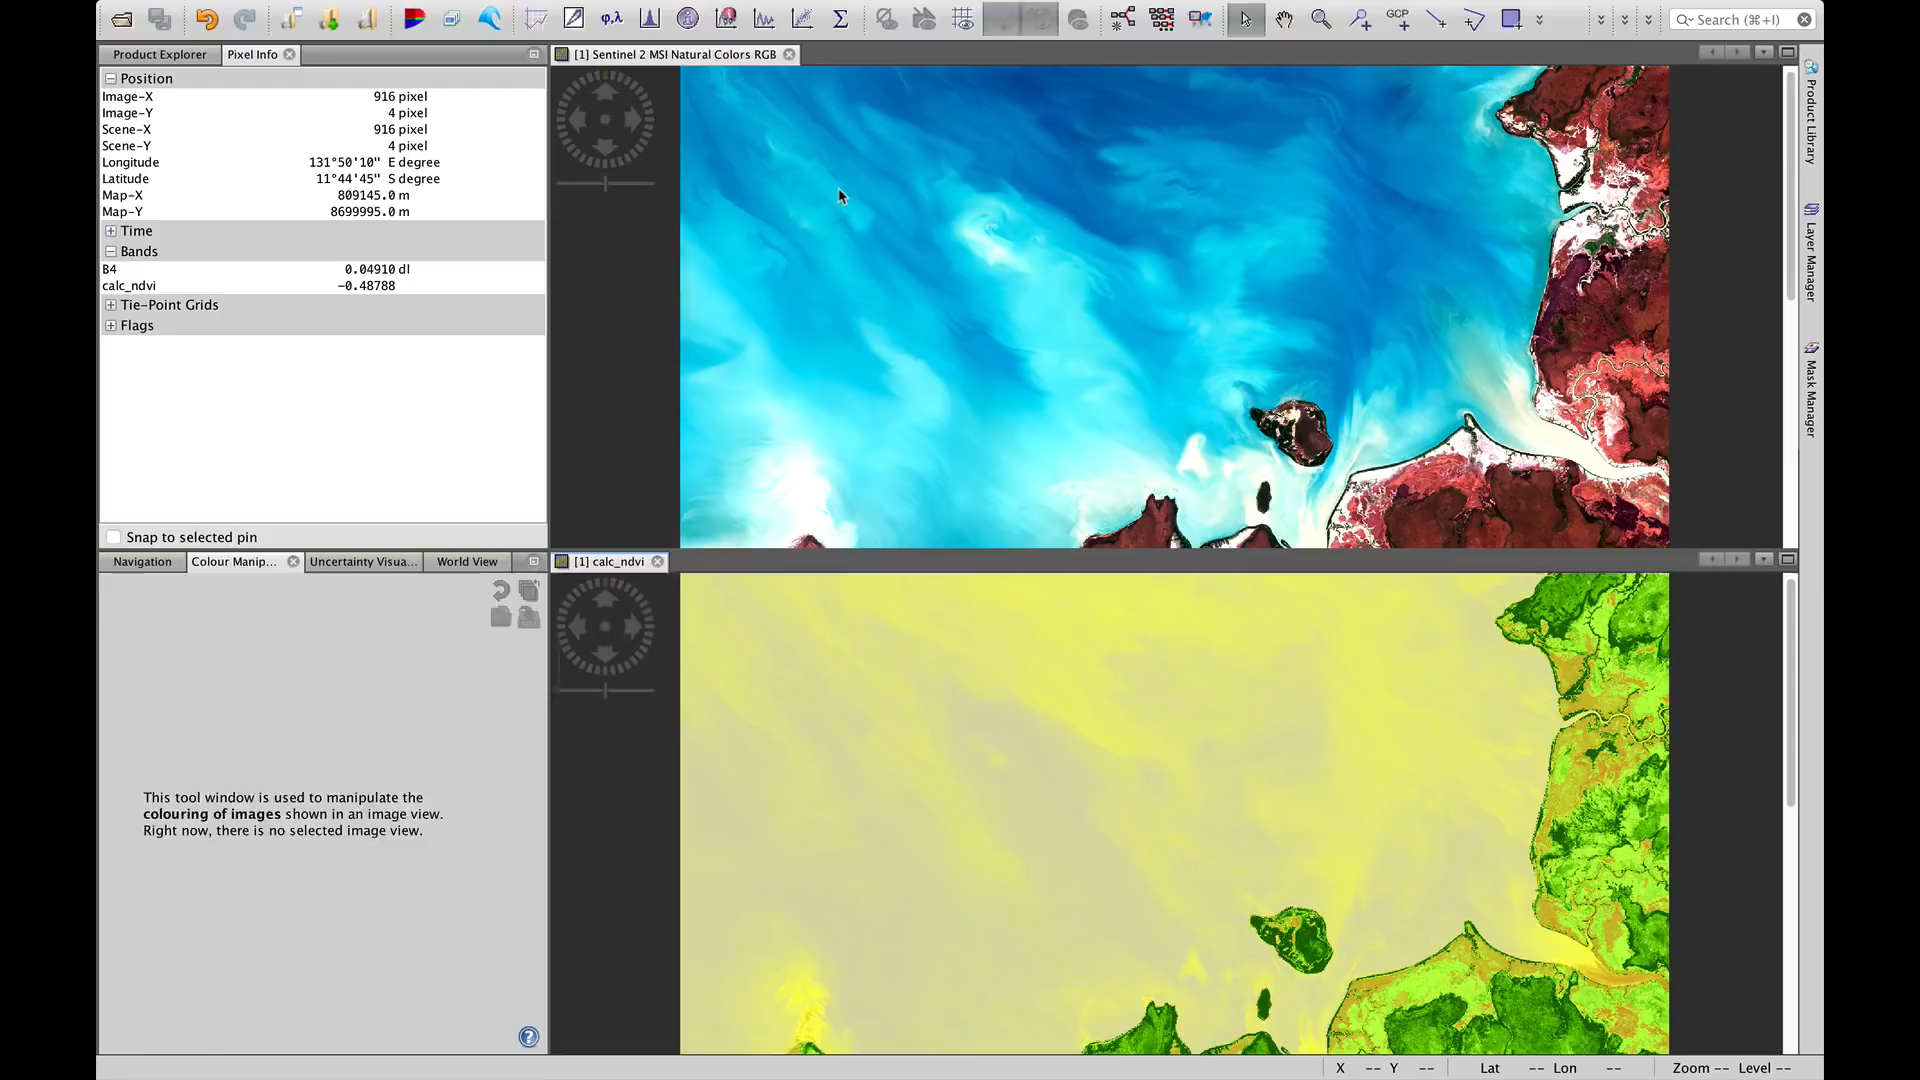 φ,λ Σ GCP Search (⌘+I)
Product Explorer Pixel Info
[1] Sentinel 2 MSI Natural Colors RGB
Position
Image-X 916 pixel
Image-Y 4 pixel
Scene-X 916 pixel
Scene-Y 4 pixel
Longitude 131°50'10" E degree
Latitude 11°44'45" S degree
Map-X 809145.0 m
Map-Y 8699995.0 m
Time
Bands
B4 0.04910 dl
calc_ndvi −0.48788
Tie-Point Grids
Flags
Snap to selected pin
Product Library
Layer Manager
Mask Manager
Navigation Colour Manip... Uncertainty Visua... World View
[1] calc_ndvi
This tool window is used to manipulate the
colouring of images shown in an image view.
Right now, there is no selected image view.
X -- Y -- Lat -- Lon -- Zoom -- Level --